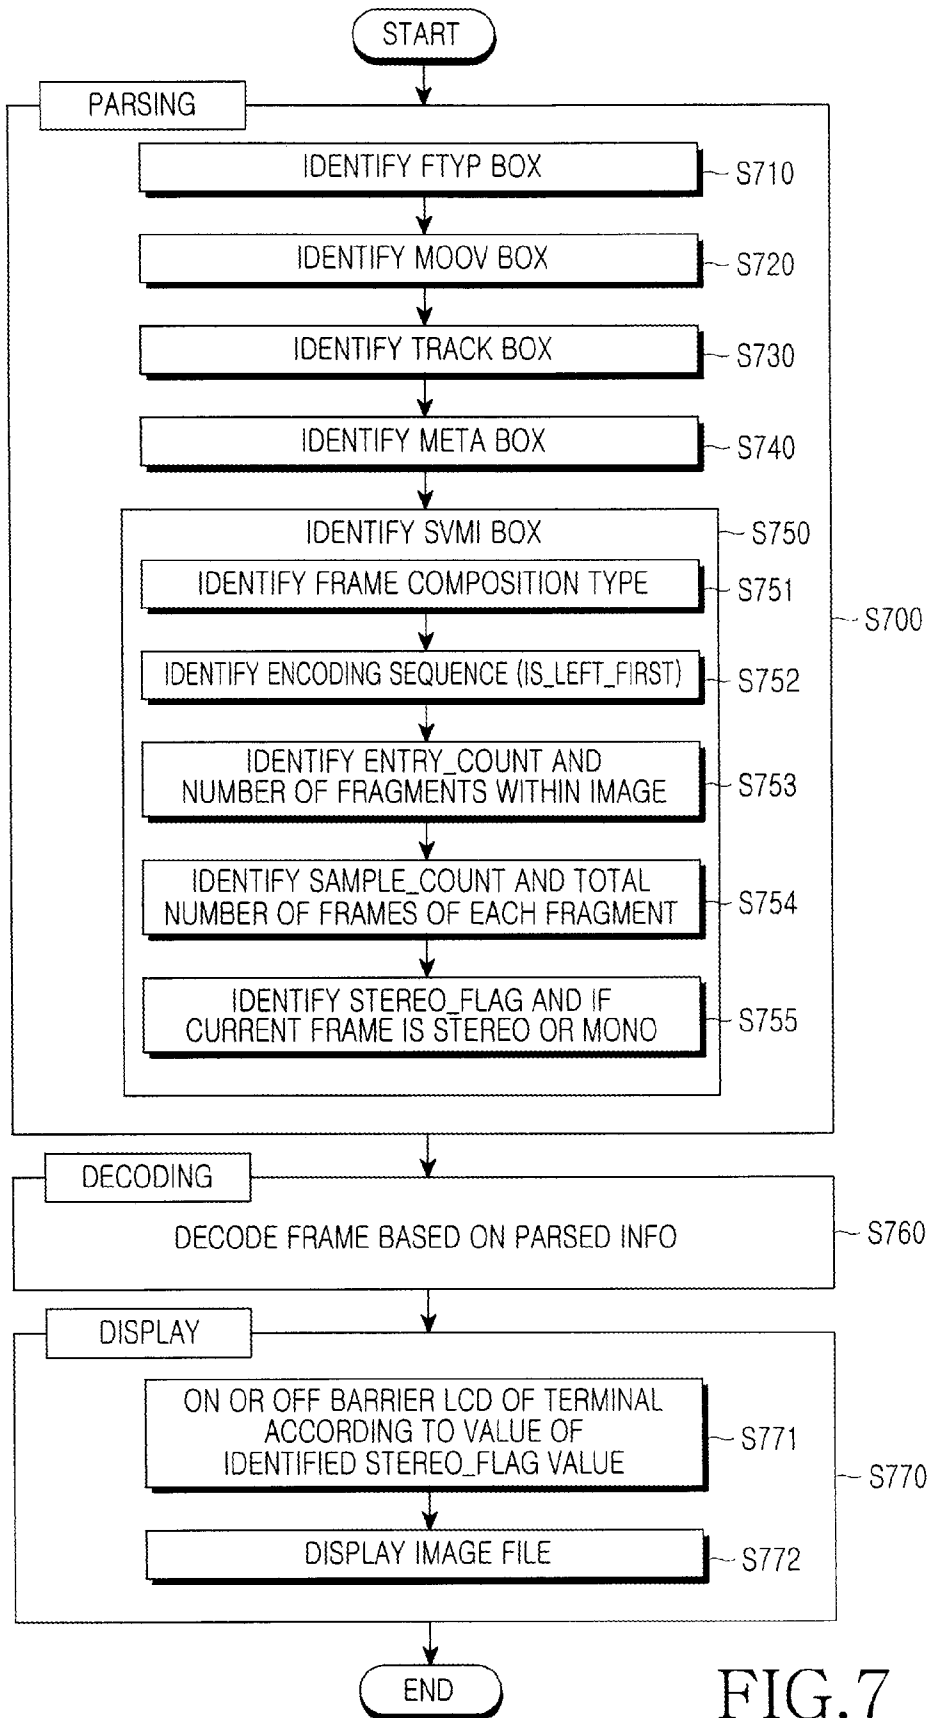 START
PARSING
IDENTIFY FTYP BOX
S710
IDENTIFY MOOV BOX
S720
IDENTIFY TRACK BOX
S730
IDENTIFY META BOX
S740
IDENTIFY SVMI BOX
S750
IDENTIFY FRAME COMPOSITION TYPE
S751
S700
IDENTIFY ENCODING SEQUENCE (IS_LEFT_FIRST)
S752
IDENTIFY ENTRY_COUNT AND
NUMBER OF FRAGMENTS WITHIN IMAGE
S753
IDENTIFY SAMPLE_COUNT AND TOTAL
NUMBER OF FRAMES OF EACH FRAGMENT
S754
IDENTIFY STEREO_FLAG AND IF
CURRENT FRAME IS STEREO OR MONO
S755
DECODING
DECODE FRAME BASED ON PARSED INFO
S760
DISPLAY
ON OR OFF BARRIER LCD OF TERMINAL
ACCORDING TO VALUE OF
IDENTIFIED STEREO_FLAG VALUE
S771
S770
DISPLAY IMAGE FILE
S772
END
FIG.7